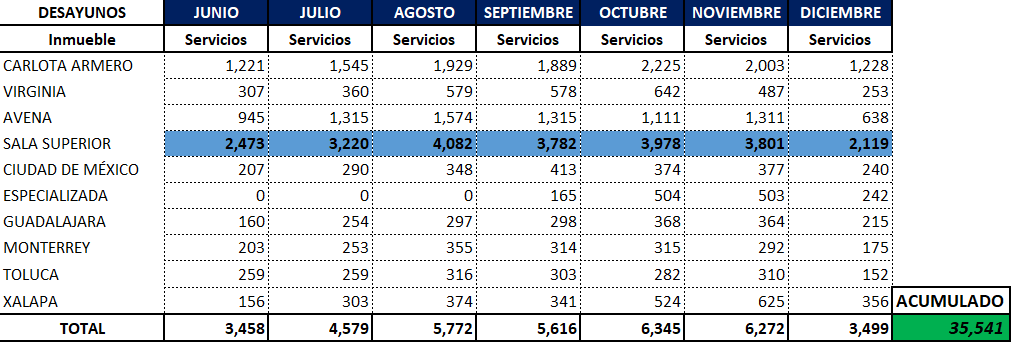 DESAYUNOS JUNIO JULIO AGOSTO SEPTIEMBRE OCTUBRE NOVIEMBRE DICIEMBRE
Inmueble Servicios Servicios Servicios Servicios Servicios Servicios Servicios
CARLOTA ARMERO 1,221 1,545 1,929 1,889 2,225 2,003 1,228
VIRGINIA 307 360 579 578 642 487 253
AVENA 945 1,315 1,574 1,315 1,111 1,311 638
SALA SUPERIOR 2,473 3,220 4,082 3,782 3,978 3,801 2,119
CIUDAD DE MÉXICO 207 290 348 413 374 377 240
ESPECIALIZADA 0 0 0 165 504 503 242
GUADALAJARA 160 254 297 298 368 364 215
MONTERREY 203 253 355 314 315 292 175
TOLUCA 259 259 316 303 282 310 152
XALAPA 156 303 374 341 524 625 356 ACUMULADO
TOTAL 3,458 4,579 5,772 5,616 6,345 6,272 3,499 35,541